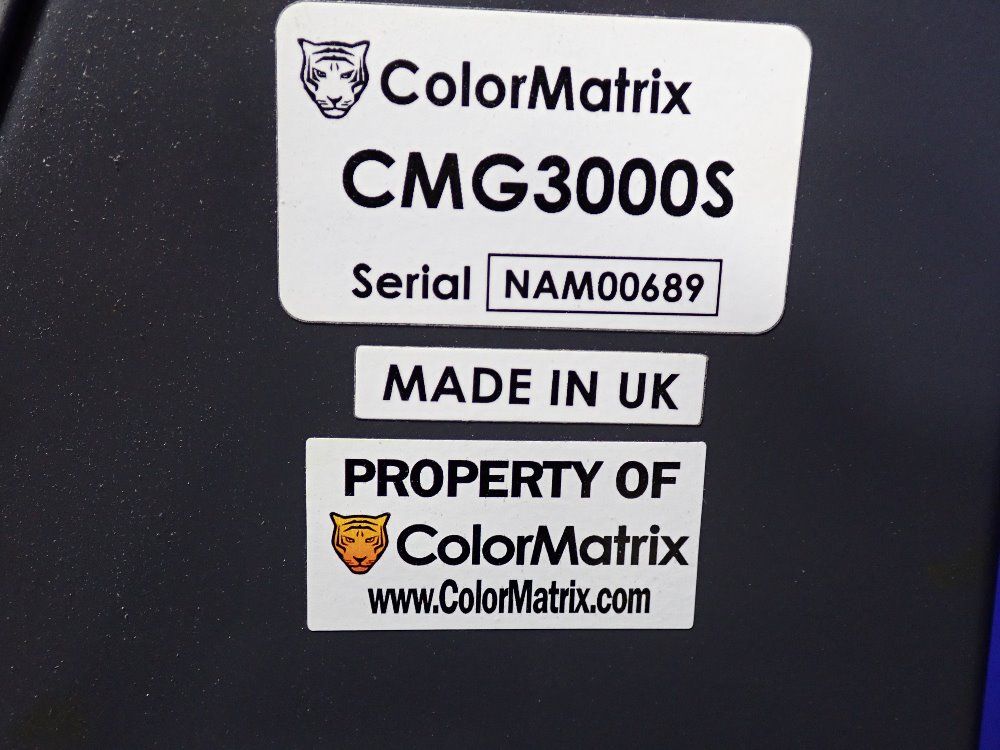 ColorMatrix
CMG3000S
Serial NAM00689
MADE IN UK
PROPERTY OF
ColorMatrix
www.ColorMatrix.com